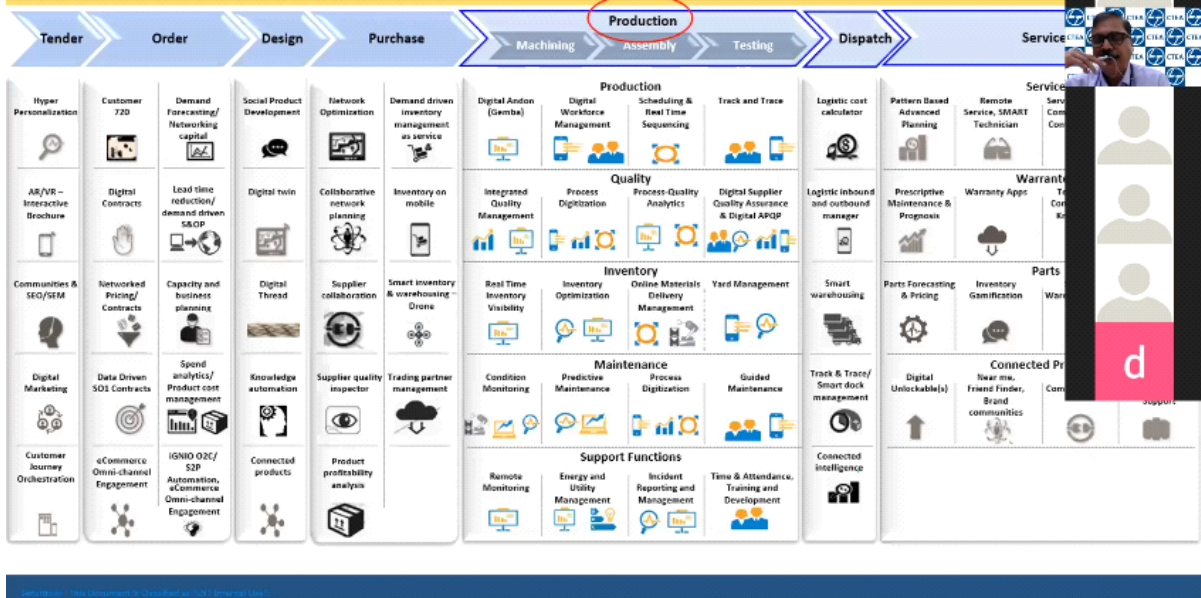 Tender
Order
Design
Purchase
Production
Machining
Assembly
Testing
Dispatch
Service
Hyper
Personalization
AR/VR –
Interactive
Brochure
Communities &
SEO/SEM
Digital
Marketing
Customer
Journey
Orchestration
Customer
720
Digital
Contracts
Networked
Pricing/
Contracts
Data Driven
SO1 Contracts
eCommerce
Omni-channel
Engagement
Demand
Forecasting/
Networking
capital
Lead time
reduction/
demand driven
S&OP
Capacity and
business
planning
Spend
analytics/
Product cost
management
IGNIO O2C/
S2P
Automation,
eCommerce
Omni-channel
Engagement
Social Product
Development
Digital twin
Digital
Thread
Knowledge
automation
Connected
products
Network
Optimization
Collaborative
network
planning
Supplier
collaboration
Supplier quality
inspector
Product
profitability
analysis
Demand driven
inventory
management
as service
Inventory on
mobile
Smart inventory
& warehousing –
Drone
Trading partner
management
Production
Digital Andon
(Gemba)
Digital
Workforce
Management
Scheduling &
Real Time
Sequencing
Track and Trace
Quality
Integrated
Quality
Management
Process
Digitization
Process-Quality
Analytics
Digital Supplier
Quality Assurance
& Digital APQP
Inventory
Real Time
Inventory
Visibility
Inventory
Optimization
Online Materials
Delivery
Management
Yard Management
Maintenance
Condition
Monitoring
Predictive
Maintenance
Process
Digitization
Guided
Maintenance
Support Functions
Remote
Monitoring
Energy and
Utility
Management
Incident
Reporting and
Management
Time & Attendance,
Training and
Development
Logistic cost
calculator
Logistic inbound
and outbound
manager
Smart
warehousing
Track & Trace/
Smart dock
management
Connected
intelligence
Service
Pattern Based
Advanced
Planning
Remote
Service, SMART
Technician
Warrant
Prescriptive
Maintenance &
Prognosis
Warranty Apps
Parts
Parts Forecasting
& Pricing
Inventory
Gamification
Connected Pr
Digital
Unlockable(s)
Near me,
Friend Finder,
Brand
communities
Support
CTEA
d